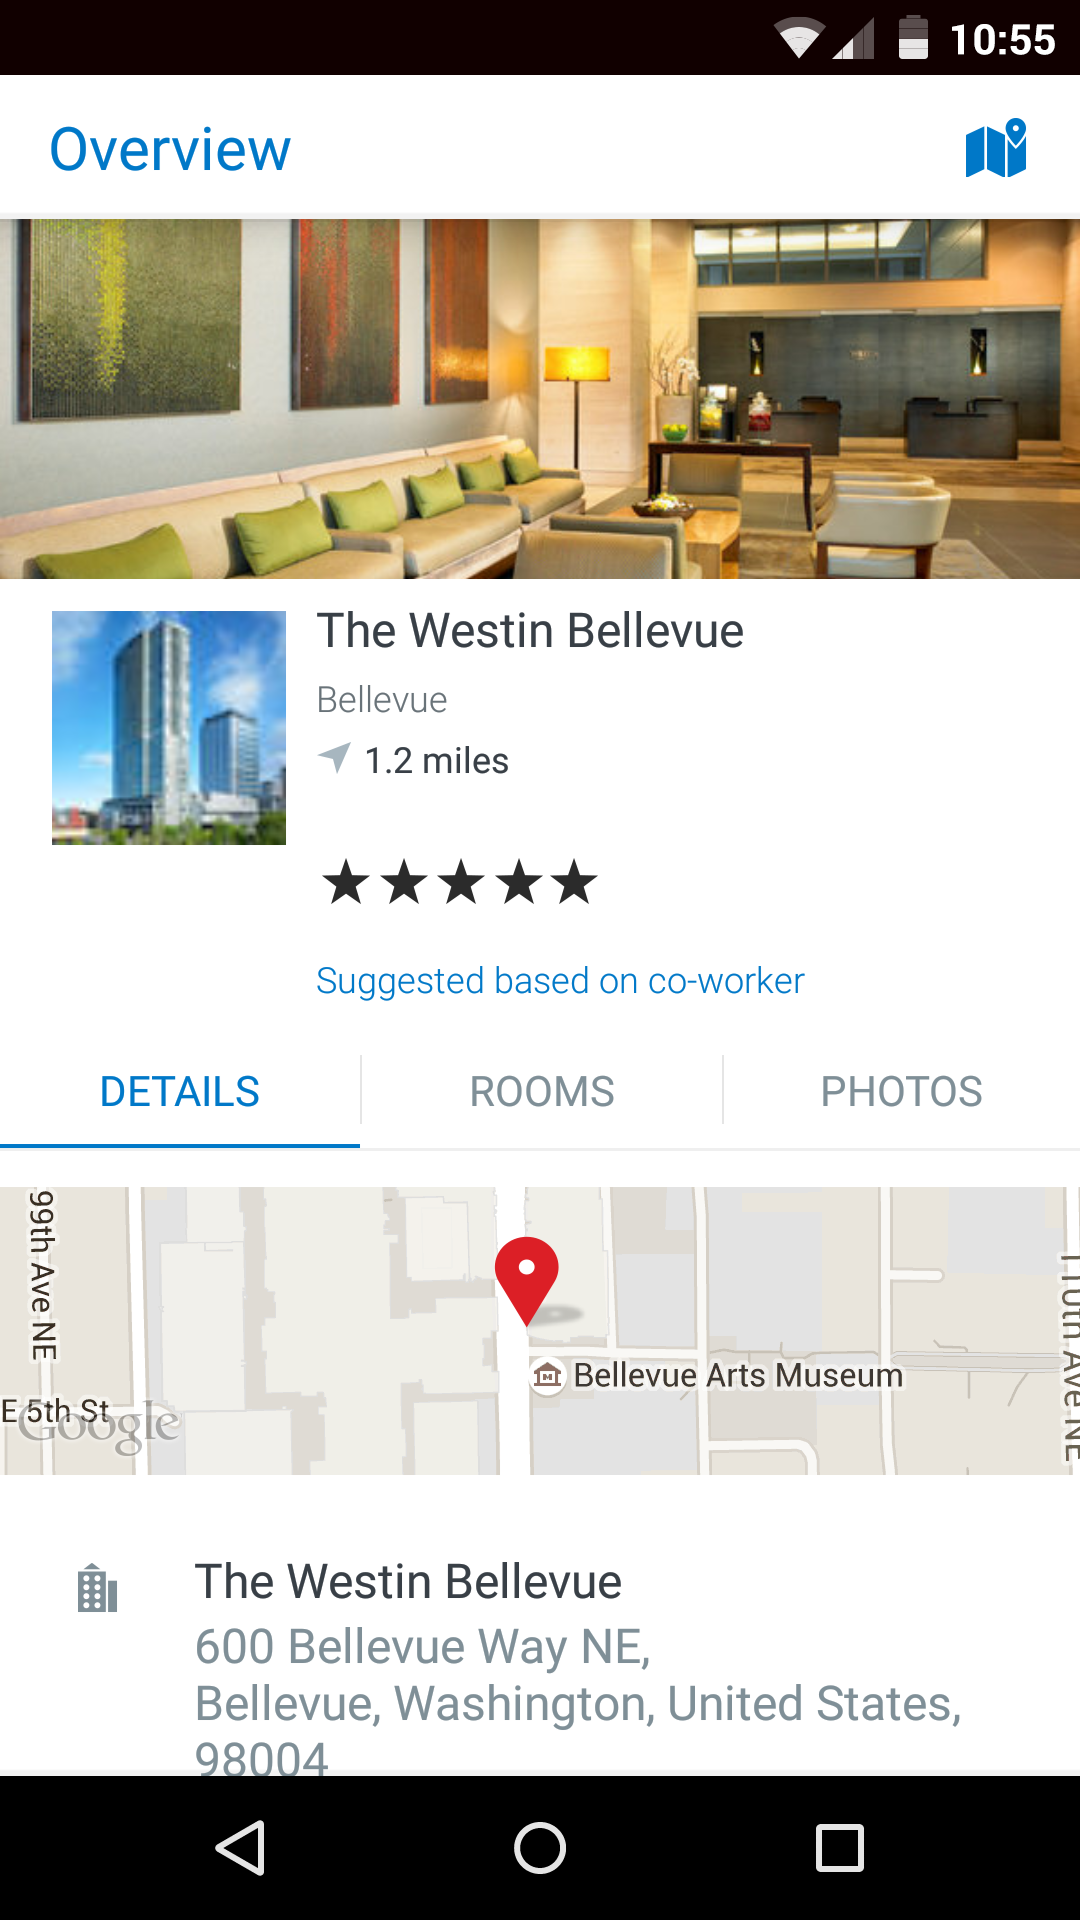 10:55
Overview
The Westin Bellevue
Bellevue
1.2 miles
Suggested based on co-worker
DETAILS
ROOMS
PHOTOS
99th Ave NE
110th Ave NE
Bellevue Arts Museum
E 5th St
Google
The Westin Bellevue
600 Bellevue Way NE,
Bellevue, Washington, United States,
98004